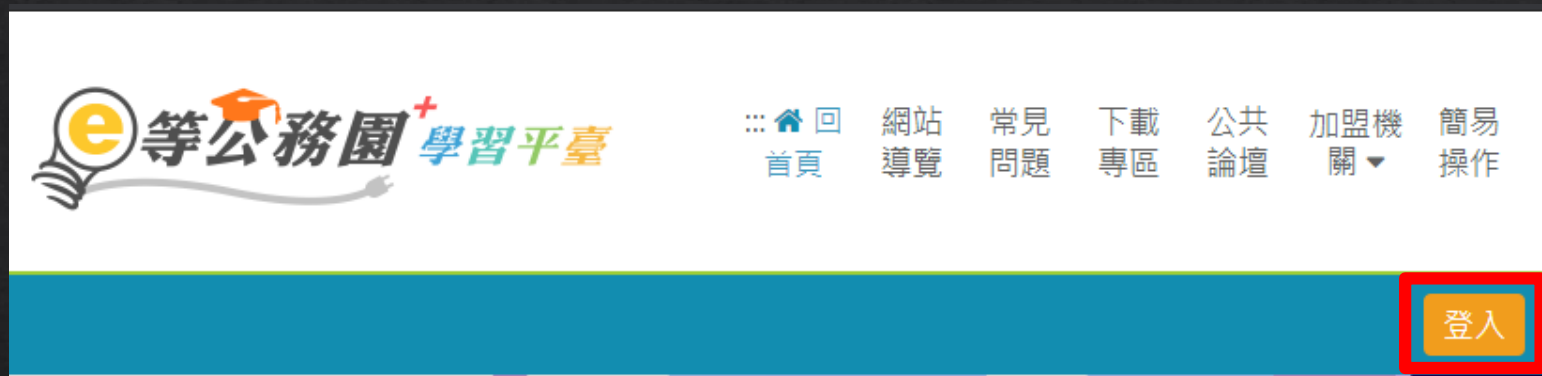 e等公務園+學習平臺
::: 回
首頁
網站
導覽
常見
問題
下載
專區
公共
論壇
加盟機
關
簡易
操作
登入